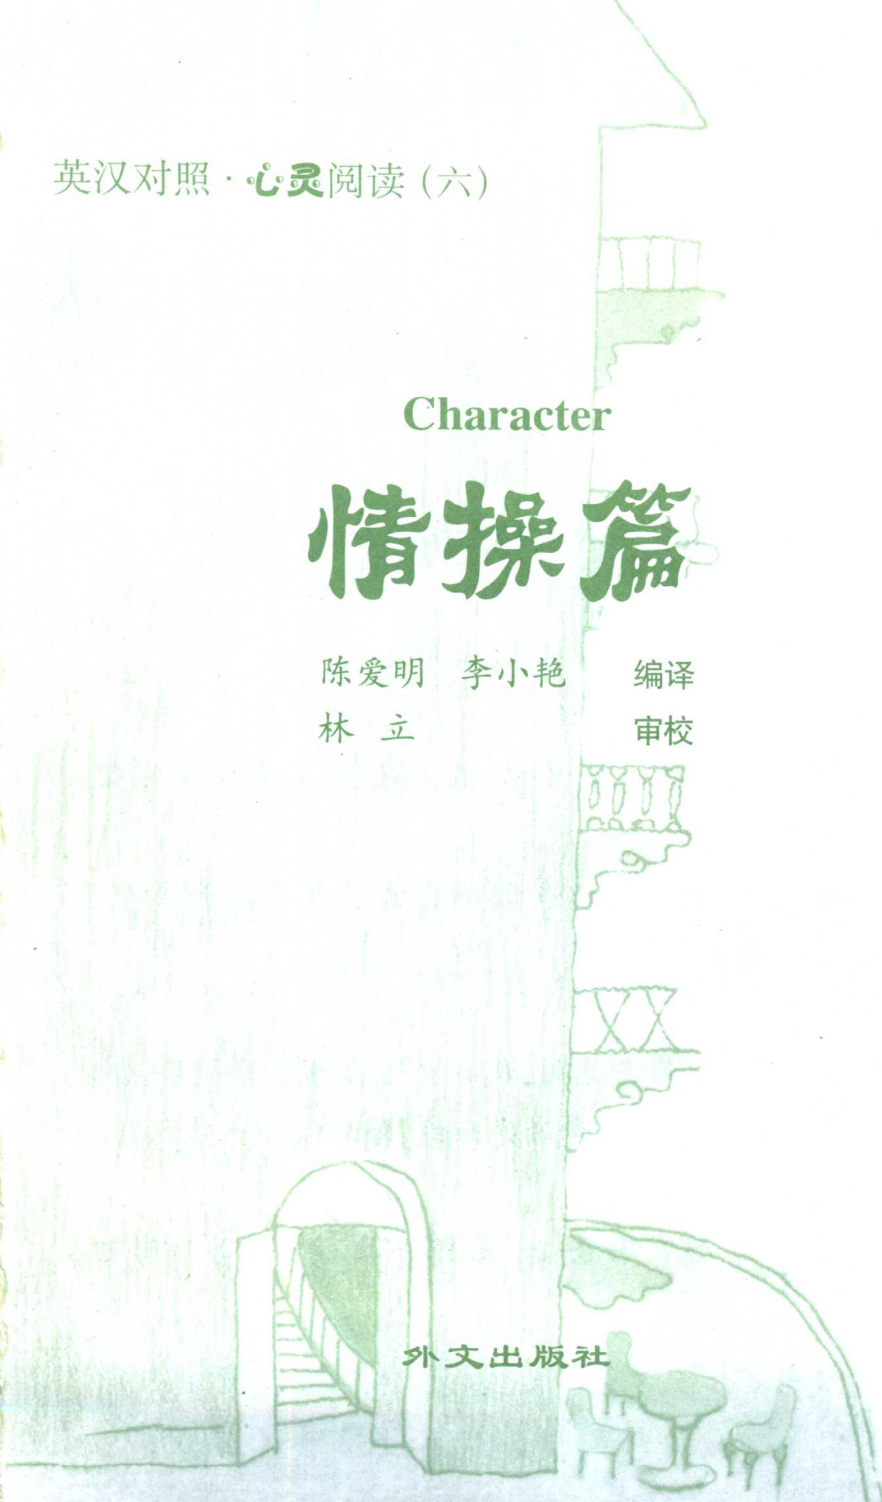 英汉对照·心灵阅读(六)
Character
情操篇
陈爱明 李小艳 编译
林 立 审校
外文出版社